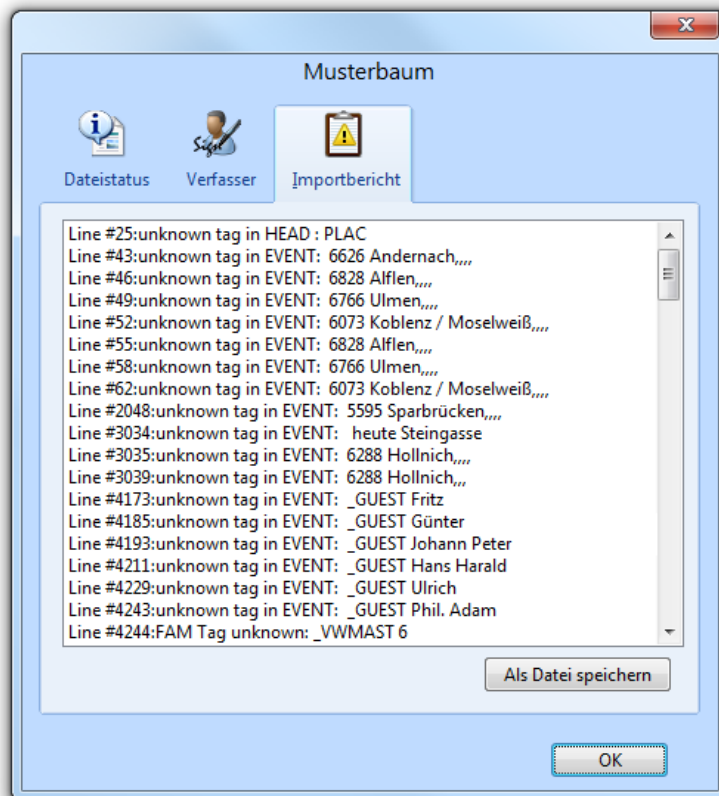 Musterbaum
Dateistatus
Verfasser
Importbericht
Line #25:unknown tag in HEAD : PLAC
Line #43:unknown tag in EVENT:  6626 Andernach,,,,
Line #46:unknown tag in EVENT:  6828 Alflen,,,,
Line #49:unknown tag in EVENT:  6766 Ulmen,,,,
Line #52:unknown tag in EVENT:  6073 Koblenz / Moselweiß,,,,
Line #55:unknown tag in EVENT:  6828 Alflen,,,,
Line #58:unknown tag in EVENT:  6766 Ulmen,,,,
Line #62:unknown tag in EVENT:  6073 Koblenz / Moselweiß,,,,
Line #2048:unknown tag in EVENT:  5595 Sparbrücken,,,,
Line #3034:unknown tag in EVENT:   heute Steingasse
Line #3035:unknown tag in EVENT:  6288 Hollnich,,,,
Line #3039:unknown tag in EVENT:  6288 Hollnich,,,
Line #4173:unknown tag in EVENT:  _GUEST Fritz
Line #4185:unknown tag in EVENT:  _GUEST Günter
Line #4193:unknown tag in EVENT:  _GUEST Johann Peter
Line #4211:unknown tag in EVENT:  _GUEST Hans Harald
Line #4229:unknown tag in EVENT:  _GUEST Ulrich
Line #4243:unknown tag in EVENT:  _GUEST Phil. Adam
Line #4244:FAM Tag unknown: _VWMAST 6
Als Datei speichern
OK